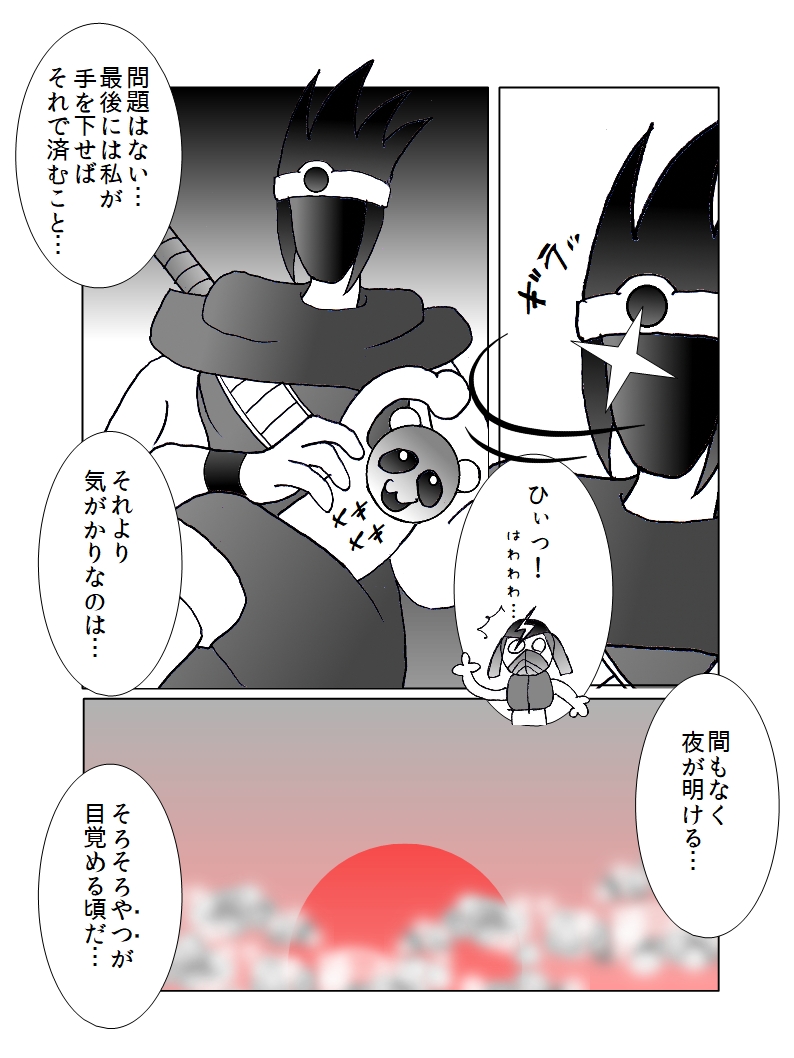 ギラッ
ひぃっ！
はわわわ…
問題はない…
最後には私が
手を下せば
それで済むこと…
メキ
メキ
それより
気がかりなのは…
間もなく
夜が明ける…
そろそろやつが
目覚める頃だ…